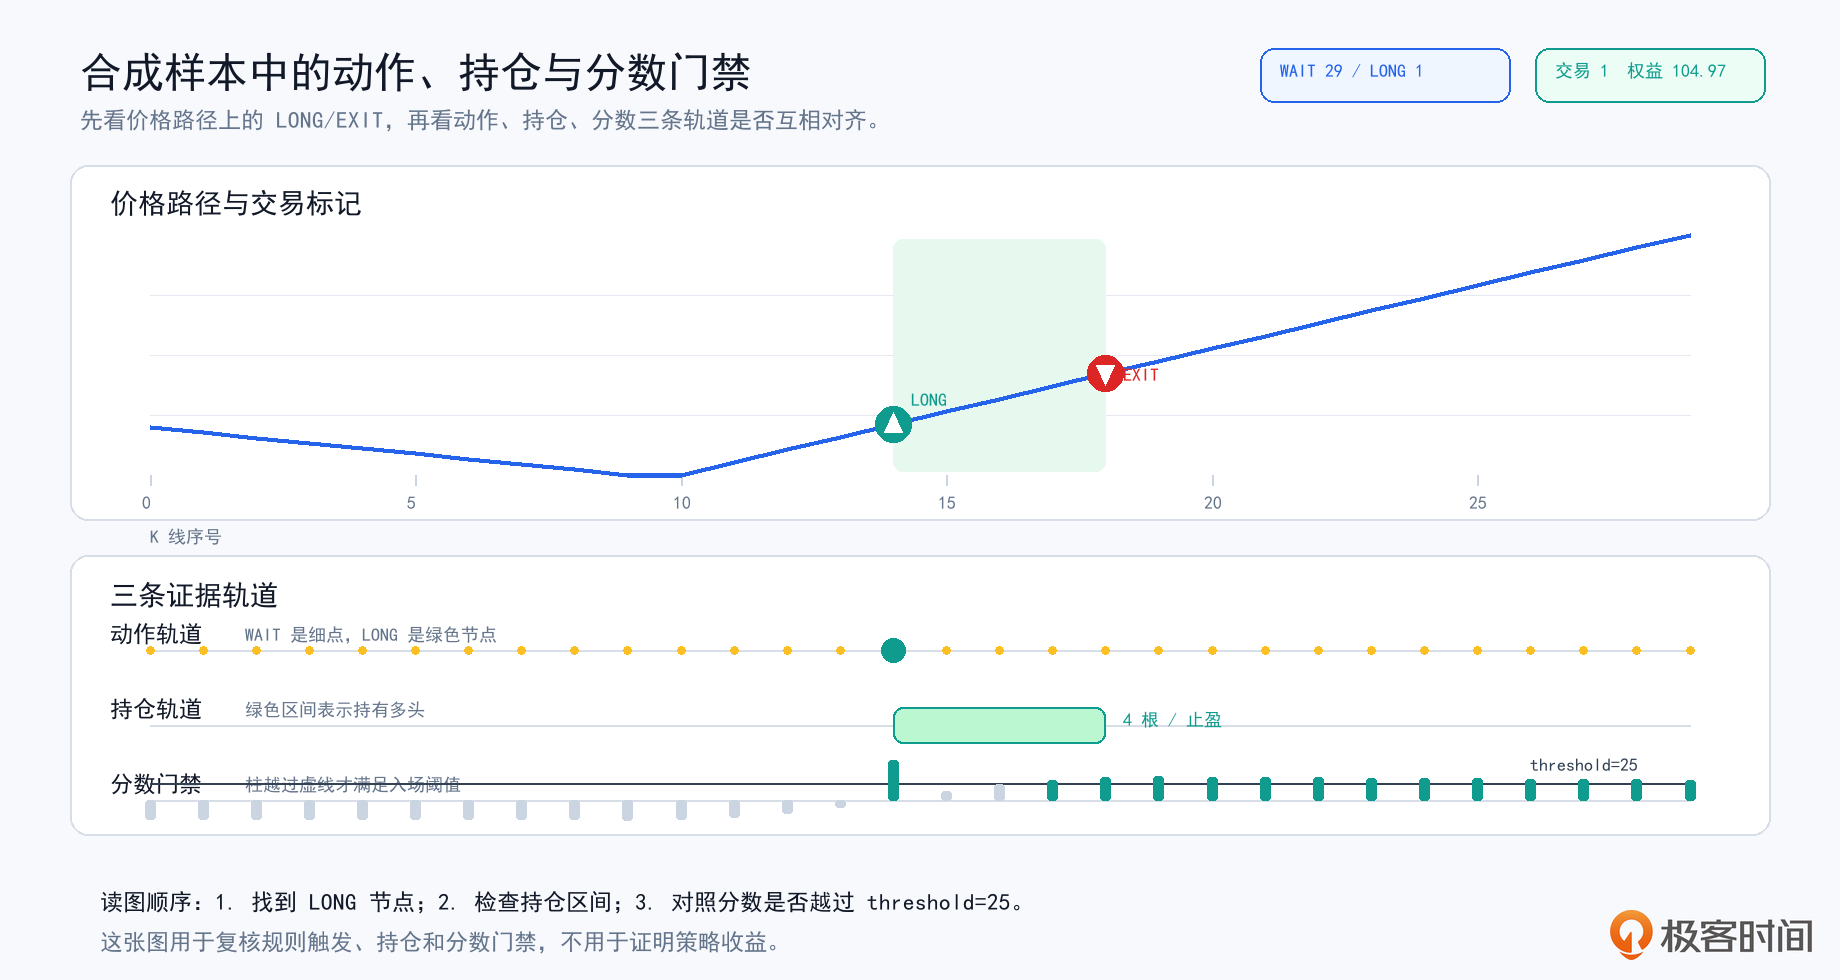 合成样本中的动作、持仓与分数门禁
WAIT 29 / LONG 1
交易 1 权益 104.97
先看价格路径上的 LONG/EXIT，再看动作、持仓、分数三条轨道是否互相对齐。
价格路径与交易标记
LONG
EXIT
0 5 10 15 20 25
K 线序号
三条证据轨道
动作轨道 WAIT 是细点，LONG 是绿色节点
持仓轨道 绿色区间表示持有多头
4 根 / 止盈
分数门禁 柱越过虚线才满足入场阈值
threshold=25
读图顺序：1. 找到 LONG 节点；2. 检查持仓区间；3. 对照分数是否越过 threshold=25。
这张图用于复核规则触发、持仓和分数门禁，不用于证明策略收益。
极客时间